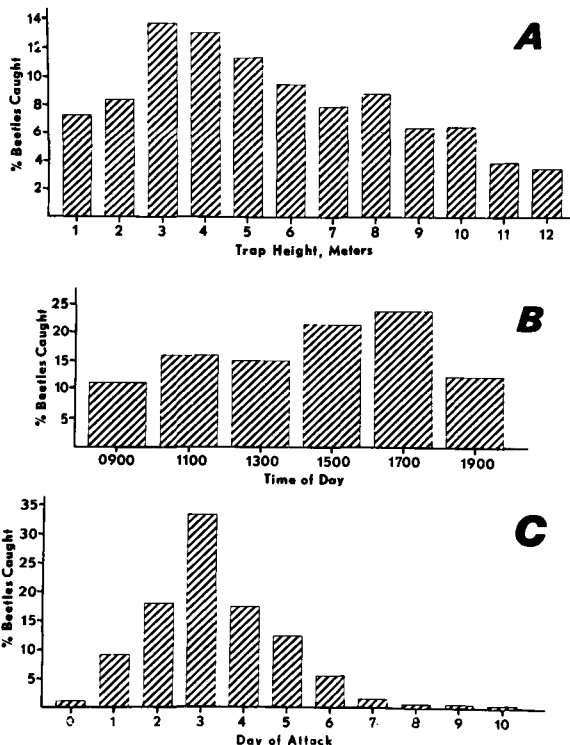 A
% Beetles Caught
14
12
10
8
6
4
2
1 2 3 4 5 6 7 8 9 10 11 12
Trap Height, Meters
B
% Beetles Caught
25
20
15
10
5
0900 1100 1300 1500 1700 1900
Time of Day
C
% Beetles Caught
35
30
25
20
15
10
5
0 1 2 3 4 5 6 7 8 9 10
Day of Attack